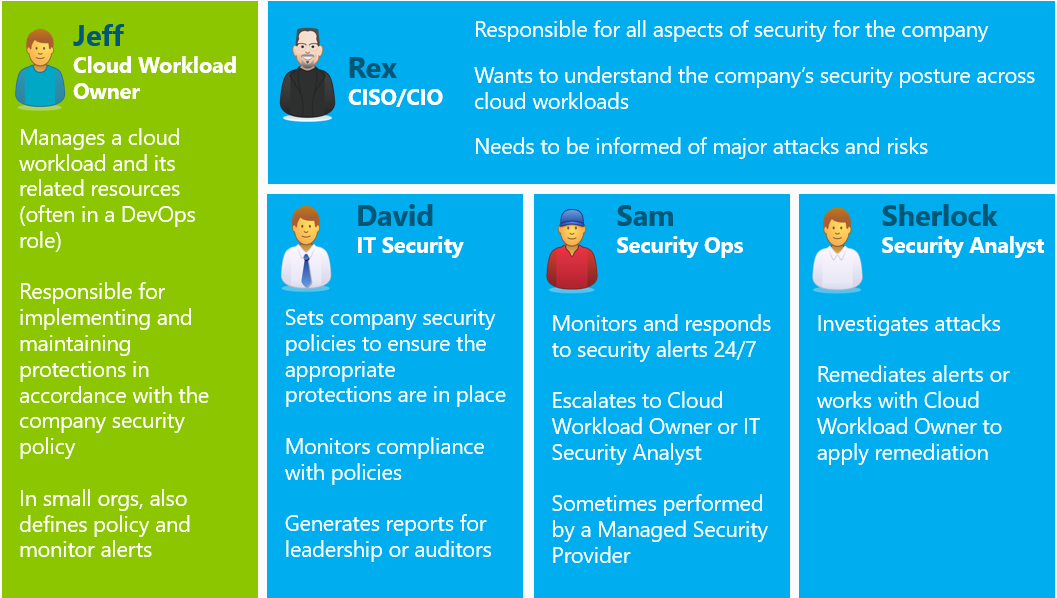 Jeff
Cloud Workload
Owner
Manages a cloud
workload and its
related resources
(often in a DevOps
role)
Responsible for
implementing and
maintaining
protections in
accordance with the
company security
policy
In small orgs, also
defines policy and
monitor alerts
Rex
CISO/CIO
Responsible for all aspects of security for the company
Wants to understand the company’s security posture across
cloud workloads
Needs to be informed of major attacks and risks
David
IT Security
Sets company security
policies to ensure the
appropriate
protections are in place
Monitors compliance
with policies
Generates reports for
leadership or auditors
Sam
Security Ops
Monitors and responds
to security alerts 24/7
Escalates to Cloud
Workload Owner or IT
Security Analyst
Sometimes performed
by a Managed Security
Provider
Sherlock
Security Analyst
Investigates attacks
Remediates alerts or
works with Cloud
Workload Owner to
apply remediation